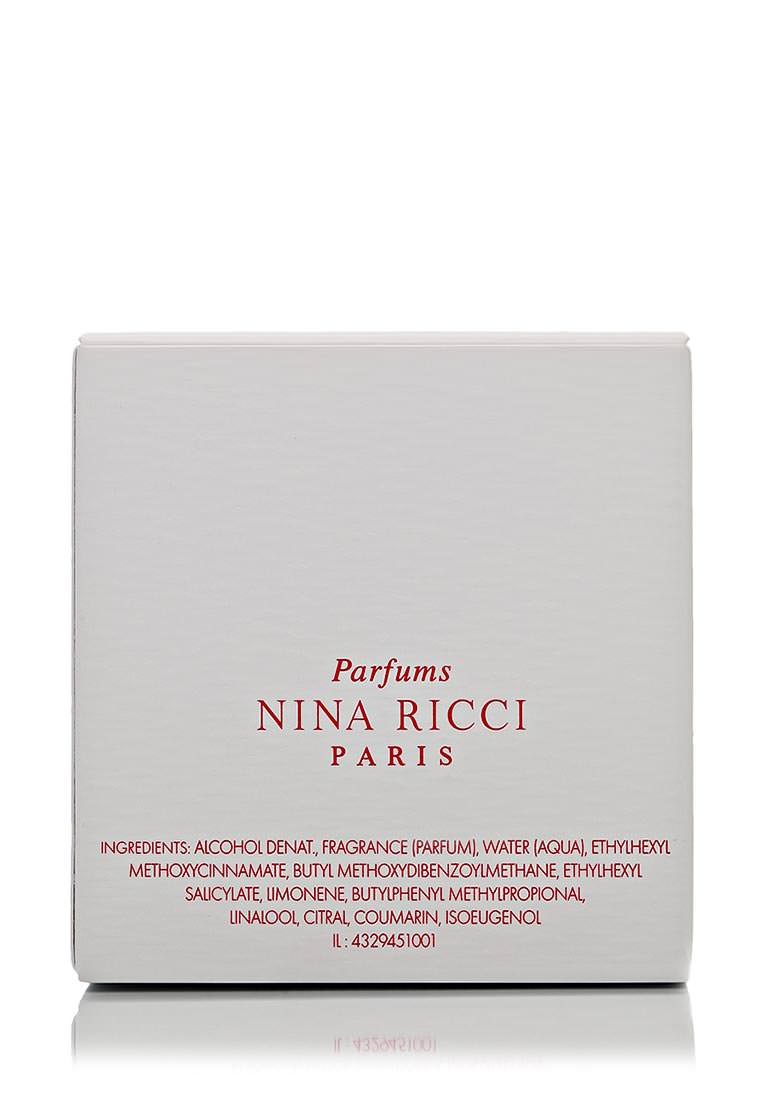 Parfums
NINA RICCI
PARIS
INGREDIENTS: ALCOHOL DENAT., FRAGRANCE (PARFUM), WATER (AQUA), ETHYLHEXYL
METHOXYCINNAMATE, BUTYL METHOXYDIBENZOYLMETHANE, ETHYLHEXYL
SALICYLATE, LIMONENE, BUTYLPHENYL METHYLPROPIONAL,
LINALOOL, CITRAL, COUMARIN, ISOEUGENOL
IL : 4329451001